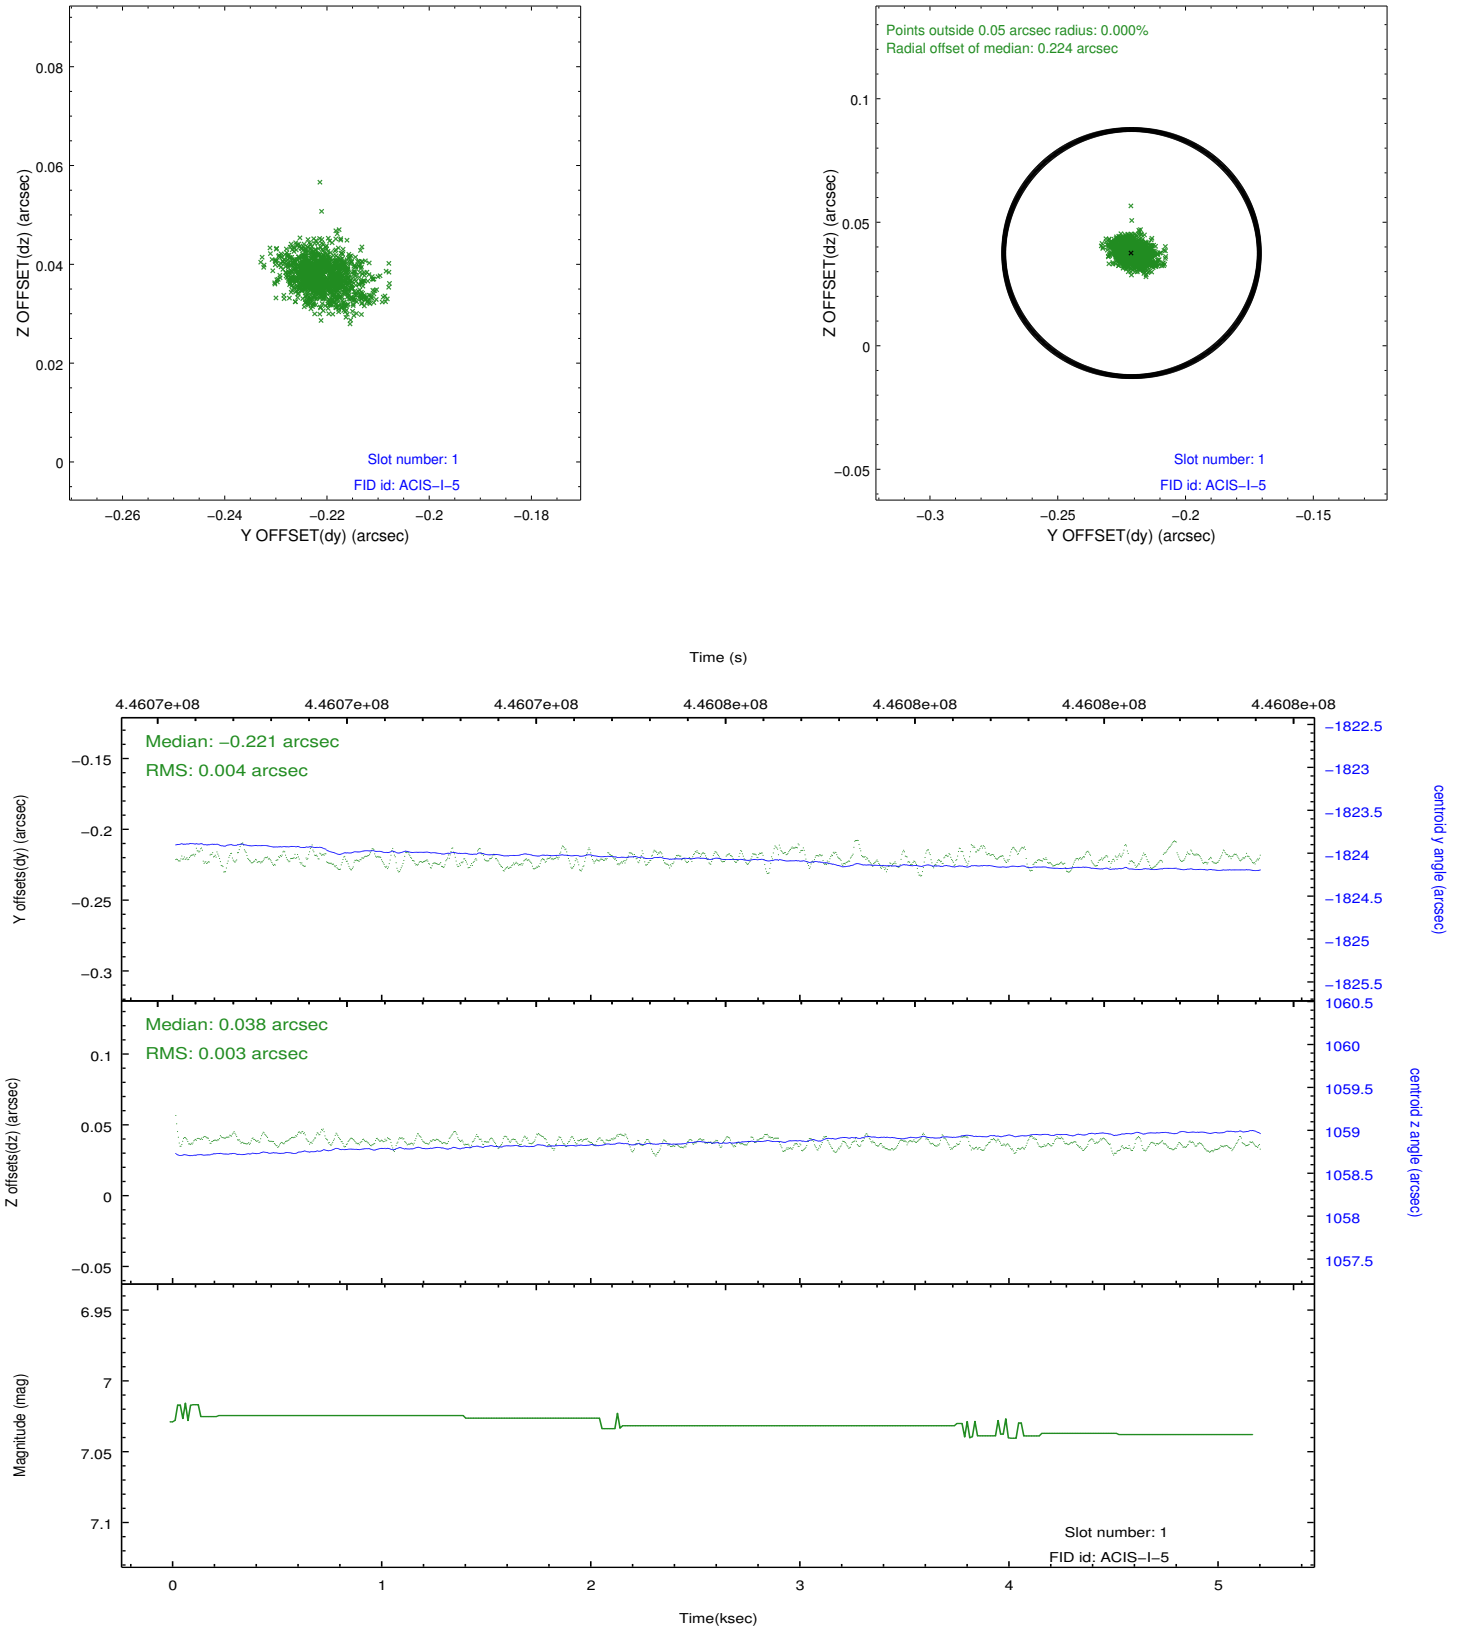 0.08
0.06
0.04
0.02
0
Z OFFSET(dz) (arcsec)
Slot number: 1
FID id: ACIS−I−5
−0.26
−0.24
−0.22
−0.2
−0.18
Y OFFSET(dy) (arcsec)
Points outside 0.05 arcsec radius: 0.000%
Radial offset of median: 0.224 arcsec
0.1
0.05
0
−0.05
Z OFFSET(dz) (arcsec)
Slot number: 1
FID id: ACIS−I−5
−0.3
−0.25
−0.2
−0.15
Y OFFSET(dy) (arcsec)
Time (s)
4.4607e+08
4.4607e+08
4.4607e+08
4.4608e+08
4.4608e+08
4.4608e+08
4.4608e+08
Median: −0.221 arcsec
RMS: 0.004 arcsec
−0.15
−0.2
−0.25
−0.3
Y offsets(dy) (arcsec)
−1822.5
−1823
−1823.5
−1824
−1824.5
−1825
−1825.5
centroid y angle (arcsec)
Median: 0.038 arcsec
RMS: 0.003 arcsec
0.1
0.05
0
−0.05
Z offsets(dz) (arcsec)
1060.5
1060
1059.5
1059
1058.5
1058
1057.5
centroid z angle (arcsec)
6.95
7
7.05
7.1
Magnitude (mag)
Slot number: 1
FID id: ACIS−I−5
0
1
2
3
4
5
Time(ksec)